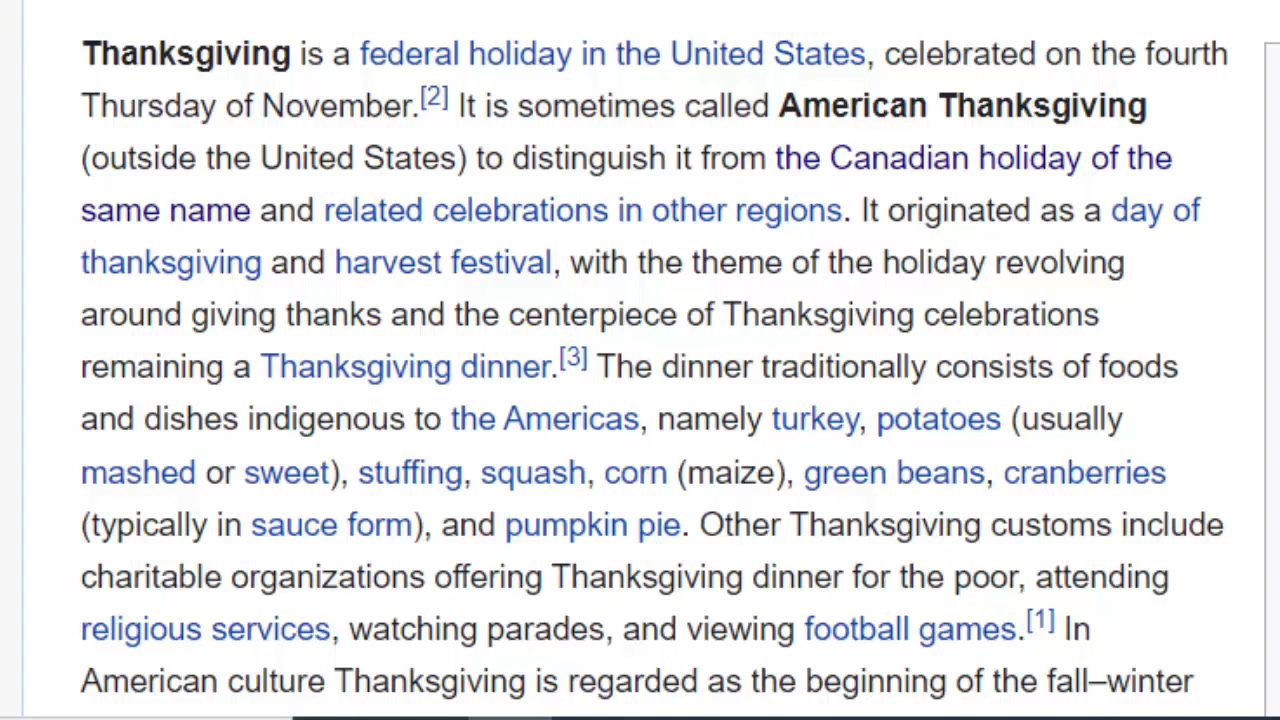 Thanksgiving is a federal holiday in the United States, celebrated on the fourth
Thursday of November.[2] It is sometimes called American Thanksgiving
(outside the United States) to distinguish it from the Canadian holiday of the
same name and related celebrations in other regions. It originated as a day of
thanksgiving and harvest festival, with the theme of the holiday revolving
around giving thanks and the centerpiece of Thanksgiving celebrations
remaining a Thanksgiving dinner.[3] The dinner traditionally consists of foods
and dishes indigenous to the Americas, namely turkey, potatoes (usually
mashed or sweet), stuffing, squash, corn (maize), green beans, cranberries
(typically in sauce form), and pumpkin pie. Other Thanksgiving customs include
charitable organizations offering Thanksgiving dinner for the poor, attending
religious services, watching parades, and viewing football games.[1] In
American culture Thanksgiving is regarded as the beginning of the fall–winter